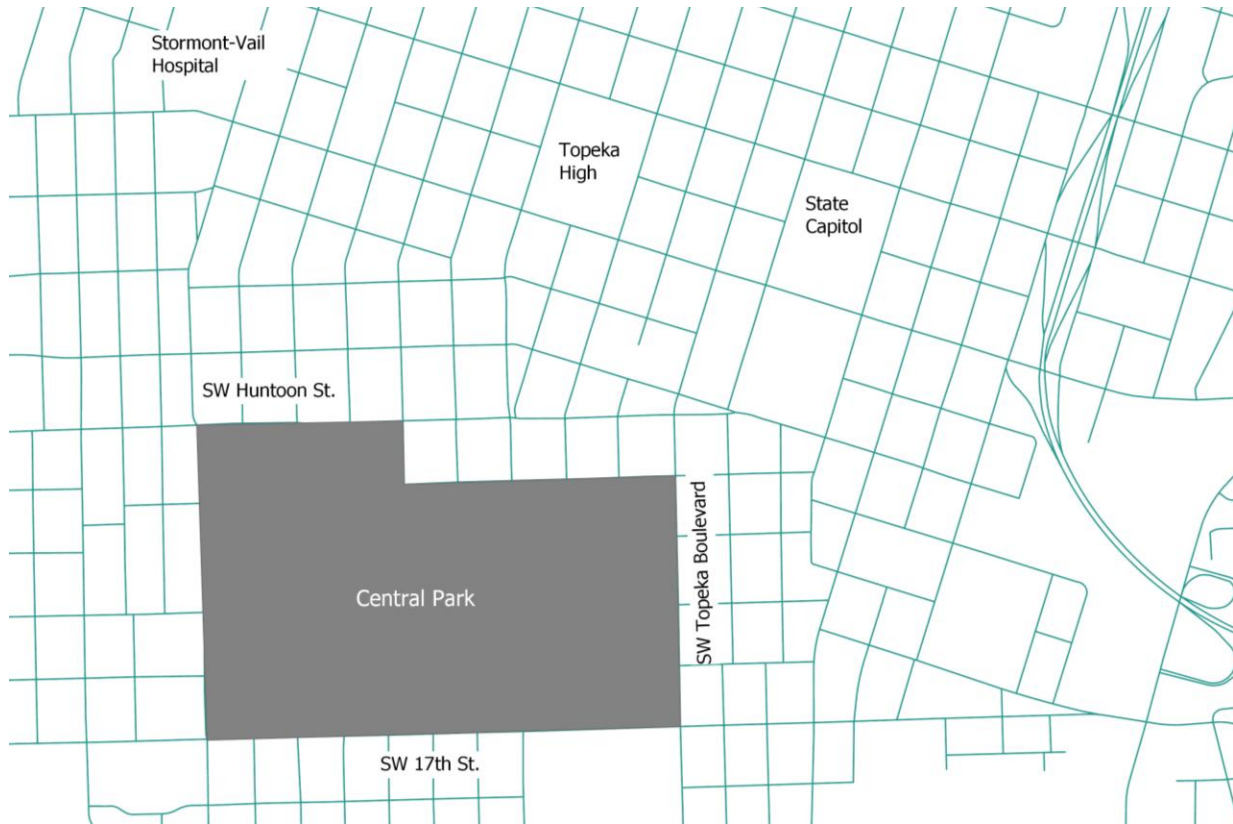 Stormont-Vail
Hospital
Topeka
High
State
Capitol
SW Huntoon St.
SW Topeka Boulevard
Central Park
SW 17th St.